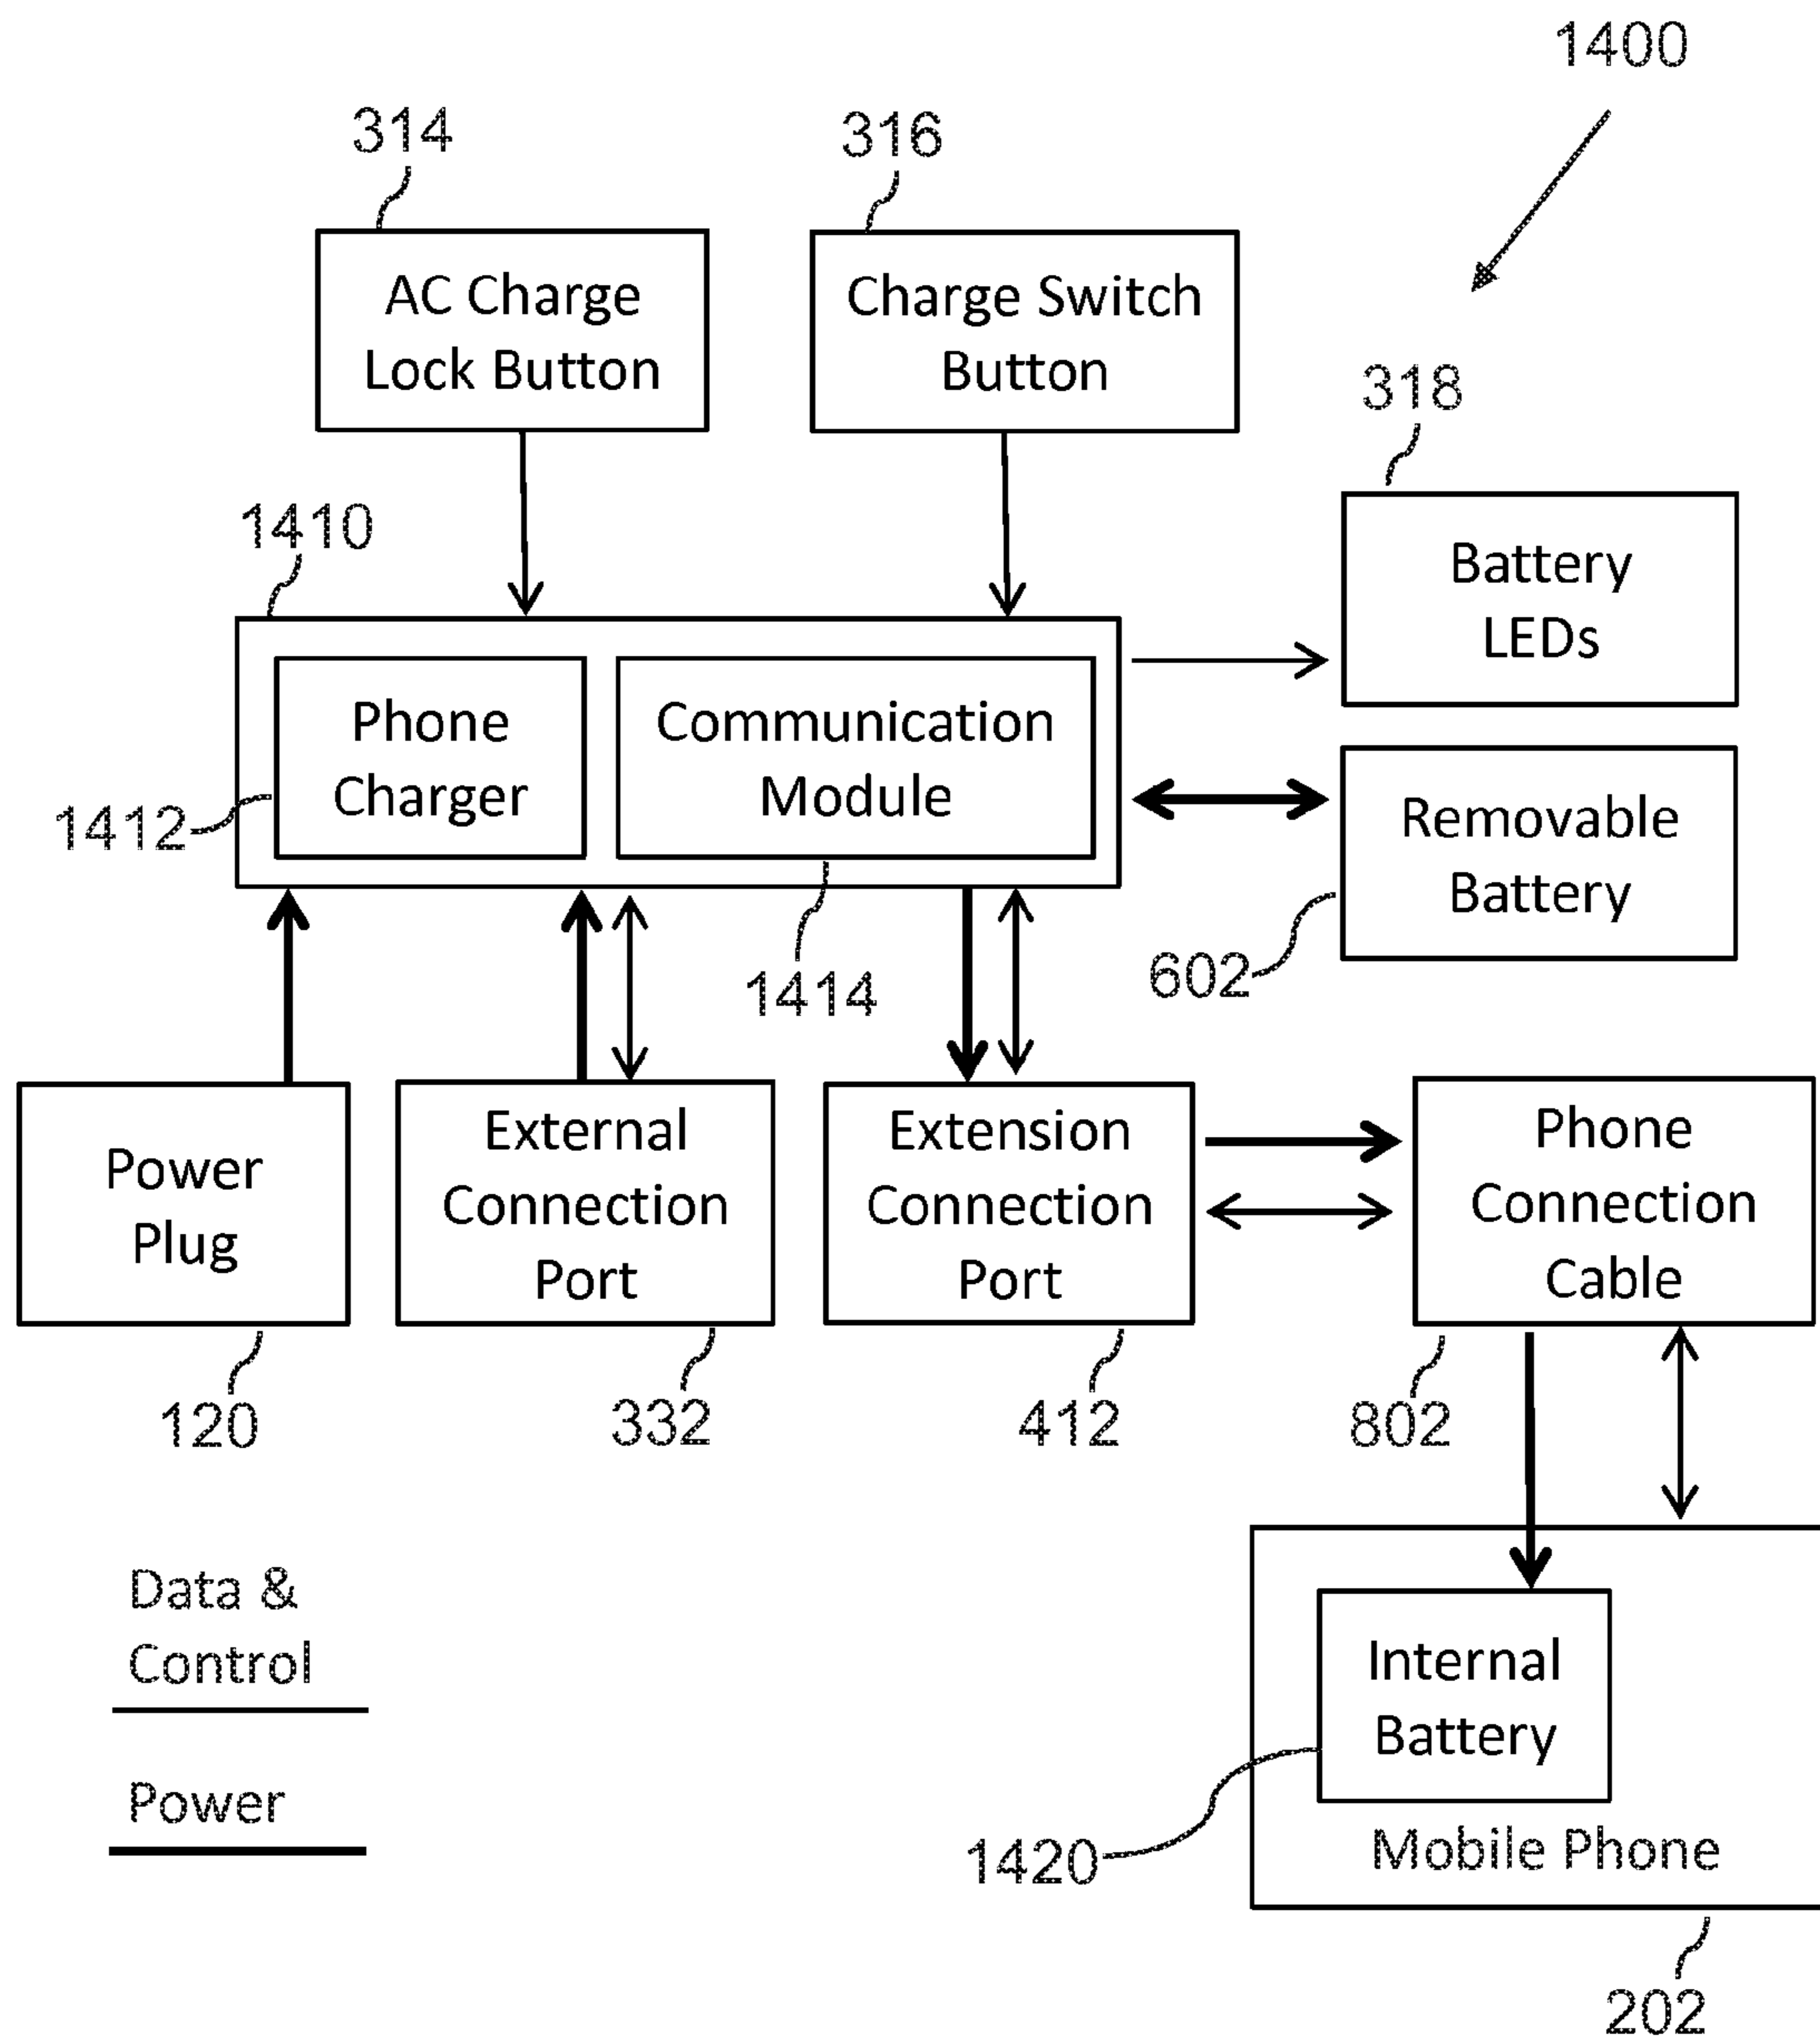 1400
314
316
AC Charge
Lock Button
Charge Switch
Button
318
1410
Battery
LEDs
Phone
Charger
Communication
Module
1412
Removable
Battery
1414
602
Power
Plug
External
Connection
Port
Extension
Connection
Port
Phone
Connection
Cable
120
332
412
802
Data &
Control
Power
Internal
Battery
1420
Mobile Phone
202